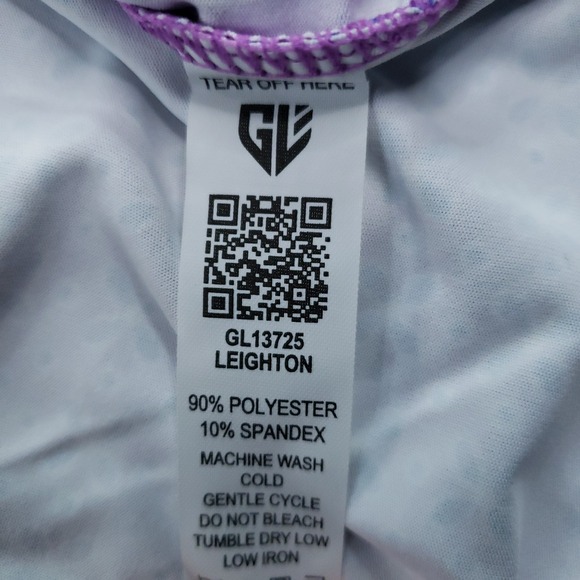 TEAR OFF HERE
GL
GL13725
LEIGHTON
90% POLYESTER
10% SPANDEX
MACHINE WASH
COLD
GENTLE CYCLE
DO NOT BLEACH
TUMBLE DRY LOW
LOW IRON